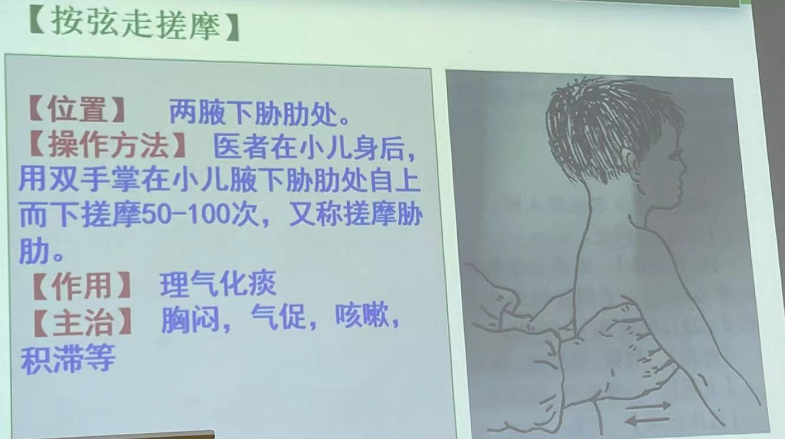 【按弦走搓摩】
【位置】 两腋下胁肋处。
【操作方法】 医者在小儿身后，
用双手掌在小儿腋下胁肋处自上
而下搓摩50-100次，又称搓摩胁
肋。
【作用】 理气化痰
【主治】 胸闷，气促，咳嗽，
积滞等